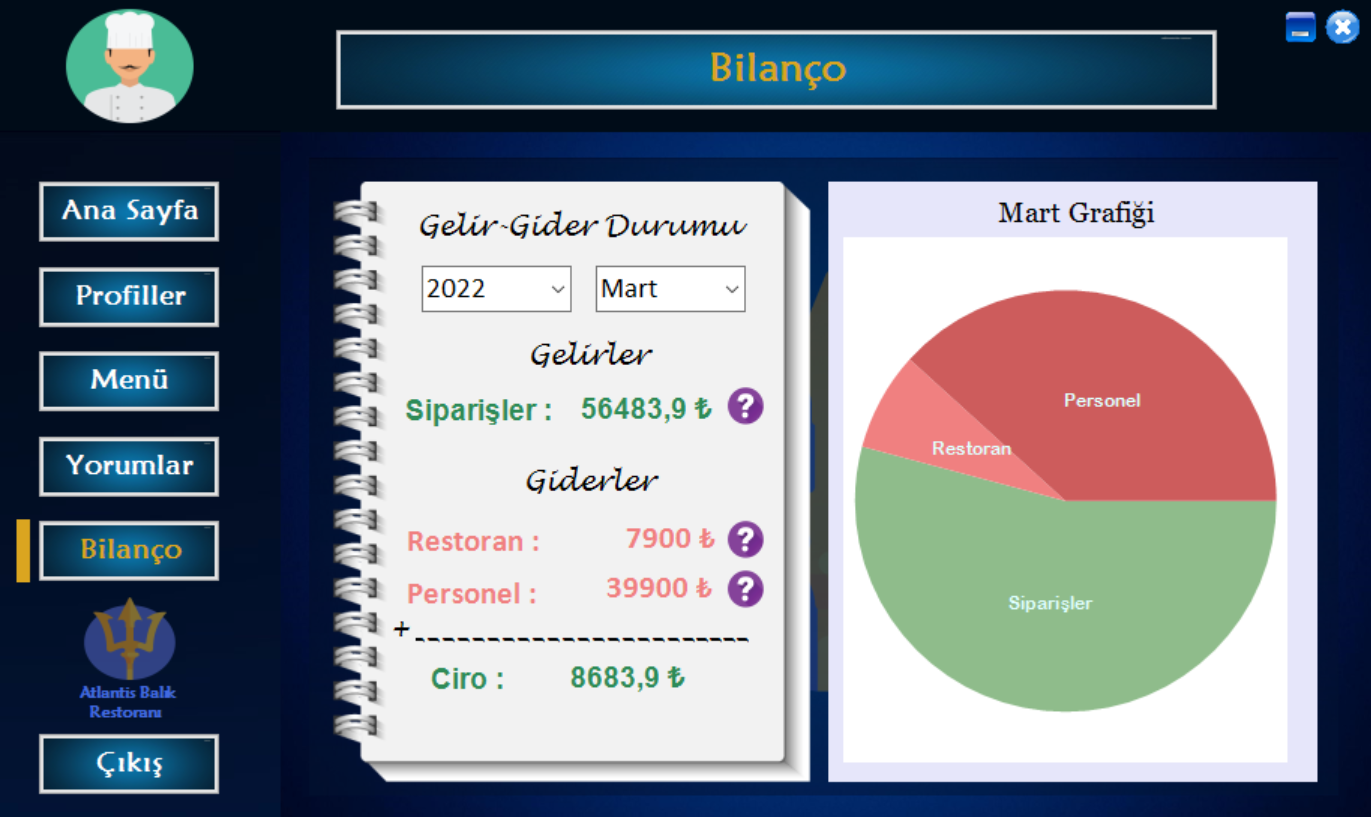 Bilanço
Ana Sayfa
Profiller
Menü
Yorumlar
Bilanço
Atlantis Balık
Restoranı
Çıkış
Gelir-Gider Durumu
2022 Mart
Gelirler
Siparişler : 56483,9 ₺ ?
Giderler
Restoran : 7900 ₺ ?
Personel : 39900 ₺ ?
+ -----------------------
Ciro : 8683,9 ₺
Mart Grafiği
Personel
Restoran
Siparişler